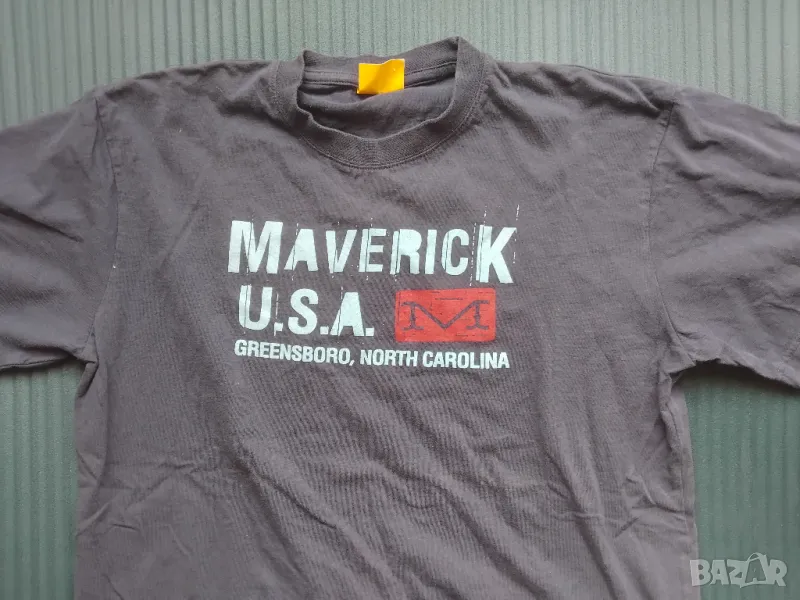 MAVERICK
U.S.A. M
GREENSBORO, NORTH CAROLINA
BAZAR